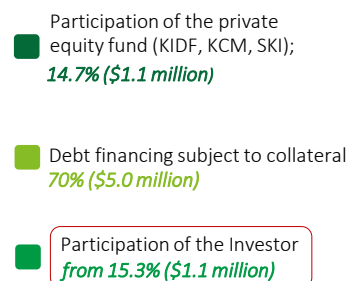 Participation of the private
equity fund (KIDF, KCM, SKI);
14.7% ($1.1 million)
Debt financing subject to collateral
70% ($5.0 million)
Participation of the Investor
from 15.3% ($1.1 million)